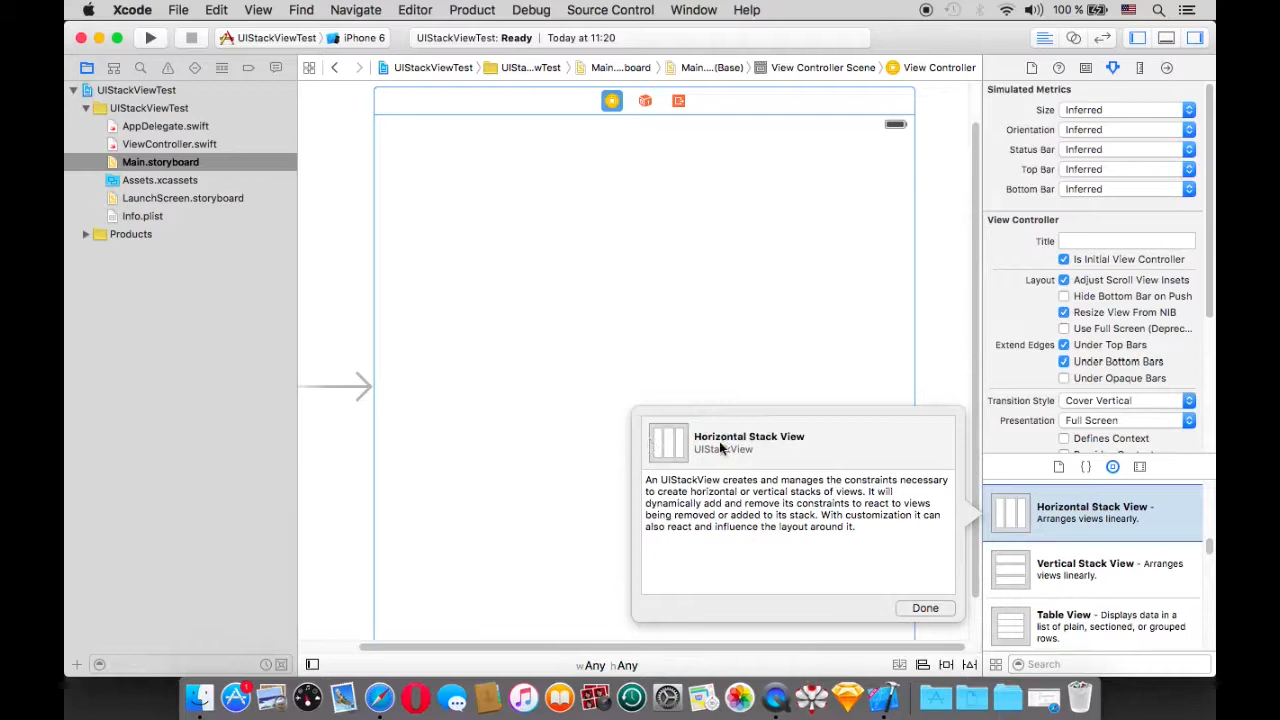 Xcode File Edit View Find Navigate Editor Product Debug Source Control Window Help 100 %
UIStackViewTest iPhone 6 UIStackViewTest: Ready Today at 11:20
UIStackViewTest UISta...wTest Main....board Main....(Base) View Controller Scene View Controller
UIStackViewTest
UIStackViewTest
AppDelegate.swift
ViewController.swift
Main.storyboard
Assets.xcassets
LaunchScreen.storyboard
Info.plist
Products
Simulated Metrics
Size Inferred
Orientation Inferred
Status Bar Inferred
Top Bar Inferred
Bottom Bar Inferred
View Controller
Title
Is Initial View Controller
Layout Adjust Scroll View Insets
Hide Bottom Bar on Push
Resize View From NIB
Use Full Screen (Deprec...
Extend Edges Under Top Bars
Under Bottom Bars
Under Opaque Bars
Transition Style Cover Vertical
Presentation Full Screen
Defines Context
Horizontal Stack View
UIStackView
An UIStackView creates and manages the constraints necessary
to create horizontal or vertical stacks of views. It will
dynamically add and remove its constraints to react to views
being removed or added to its stack. With customization it can
also react and influence the layout around it.
Done
Horizontal Stack View -
Arranges views linearly.
Vertical Stack View - Arranges
views linearly.
Table View - Displays data in a
list of plain, sectioned, or grouped
rows.
wAny hAny
Search
1